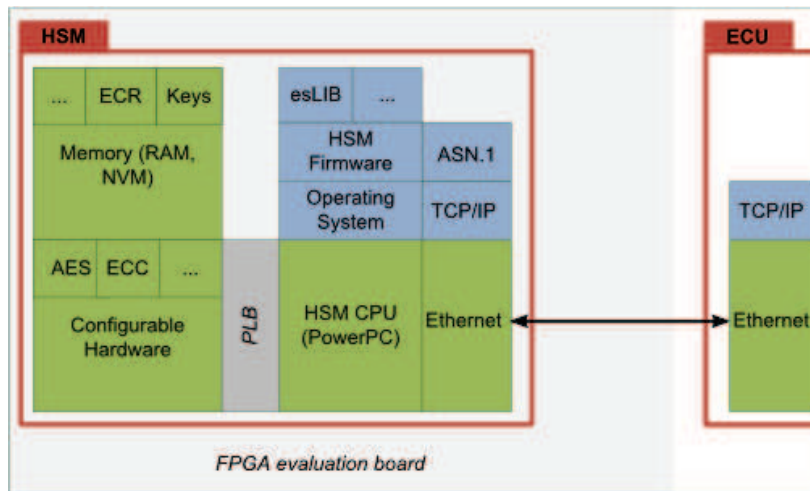 HSM
ECU
...
ECR
Keys
esLIB
...
Memory (RAM,
NVM)
HSM
Firmware
ASN.1
Operating
System
TCP/IP
TCP/IP
AES
ECC
...
Configurable
Hardware
PLB
HSM CPU
(PowerPC)
Ethernet
Ethernet
FPGA evaluation board